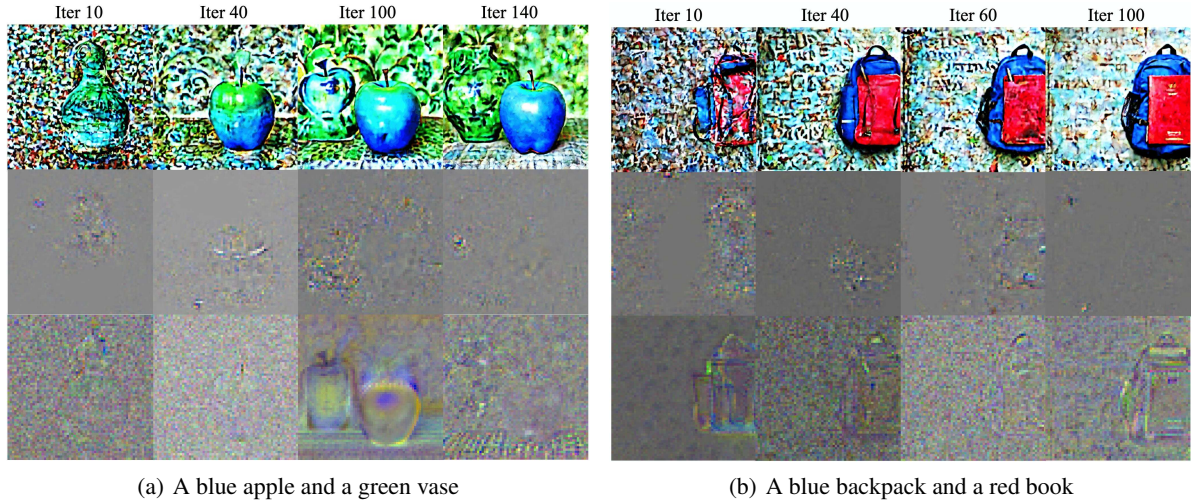 Iter 10 Iter 40 Iter 100 Iter 140
Iter 10 Iter 40 Iter 60 Iter 100
(a) A blue apple and a green vase
(b) A blue backpack and a red book